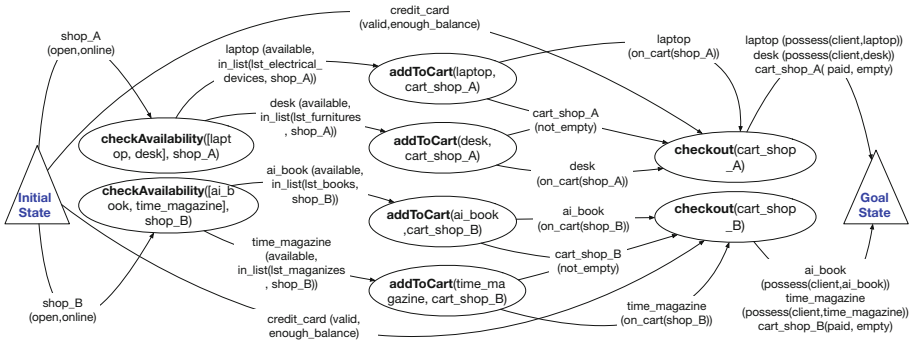 credit_card
(valid,enough_balance)
shop_A
(open,online)
laptop (available,
in_list(lst_electrical_
devices, shop_A))
addToCart(laptop,
cart_shop_A)
laptop
(on_cart(shop_A))
laptop (possess(client,laptop))
desk (possess(client,desk))
cart_shop_A( paid, empty)
desk (available,
in_list(lst_furnitures
, shop_A))
cart_shop_A
(not_empty)
checkAvailability([lapt
op, desk], shop_A)
addToCart(desk,
cart_shop_A)
checkout(cart_shop
_A)
desk
(on_cart(shop_A))
ai_book (available,
in_list(lst_books,
shop_B))
Initial
State
checkAvailability([ai_b
ook, time_magazine],
shop_B)
addToCart(ai_book
,cart_shop_B)
ai_book
(on_cart(shop_B))
checkout(cart_shop
_B)
Goal
State
time_magazine
(available,
in_list(lst_maganizes
, shop_B))
cart_shop_B
(not_empty)
addToCart(time_ma
gazine, cart_shop_B)
shop_B
(open,online)
credit_card (valid,
enough_balance)
time_magazine
(on_cart(shop_B))
ai_book
(possess(client,ai_book))
time_magazine
(possess(client,time_magazine))
cart_shop_B(paid, empty)